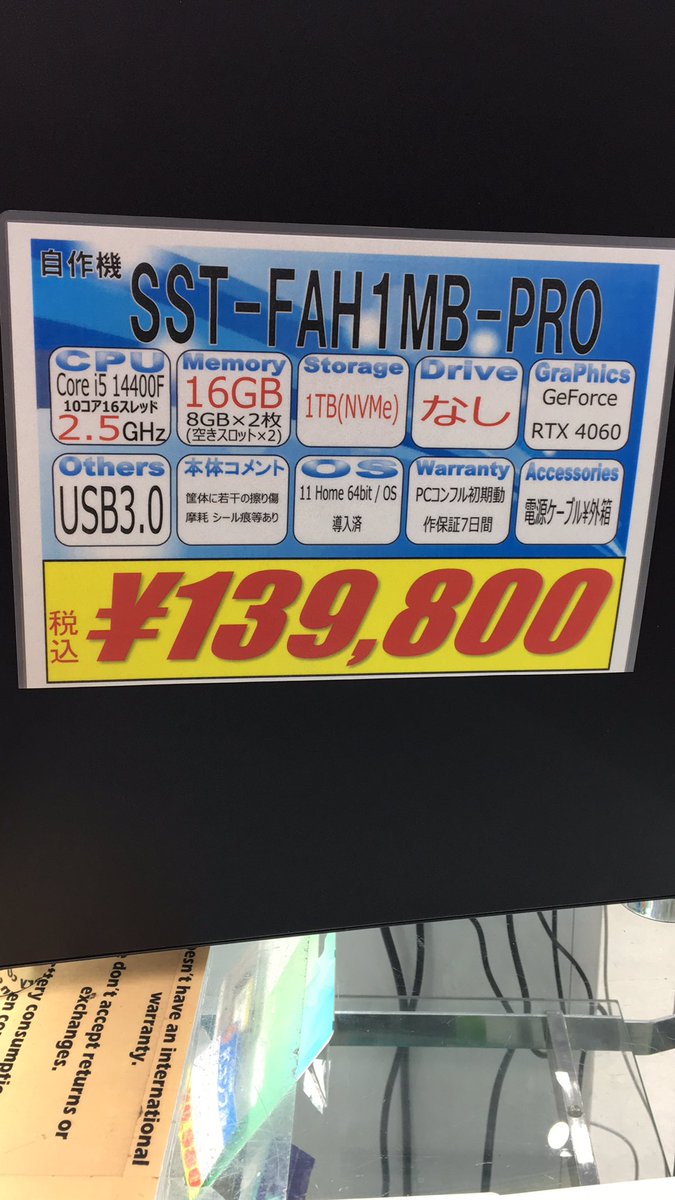 自作機
SST-FAH1MB-PRO
CPU
Core i5 14400F
10コア16スレッド
2.5GHz
Memory
16GB
8GB×2枚
(空きスロット×2)
Storage
1TB(NVMe)
Drive
なし
GraPhics
GeForce
RTX 4060
Others
USB3.0
本体コメント
筐体に若干の擦り傷
摩耗 シール痕等あり
OS
11 Home 64bit / OS
導入済
Warranty
PCコンフル初期動
作保証7日間
Accessories
電源ケーブル¥外箱
税込
¥139,800
have an international
warranty.
don't accept returns or
exchanges.